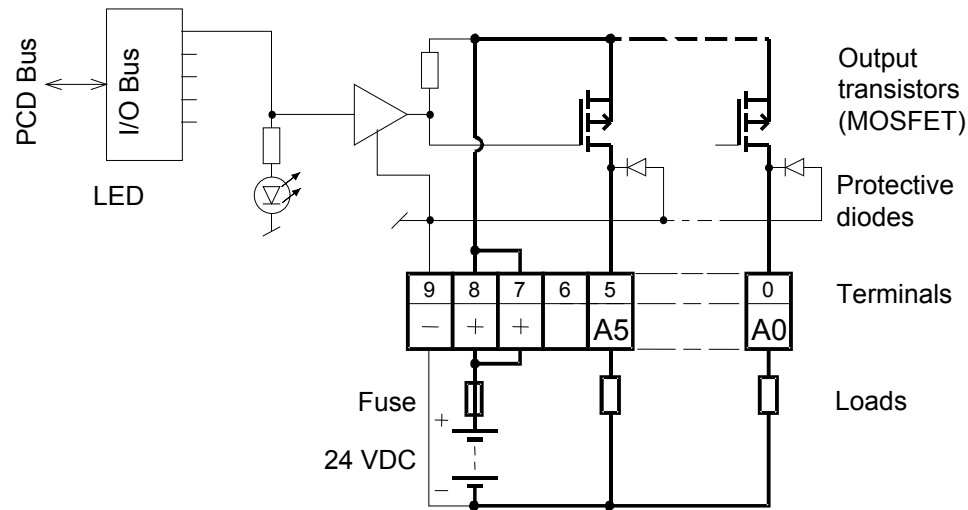 PCD Bus
I/O Bus
LED
Output
transistors
(MOSFET)
Protective
diodes
9 8 7 6 5 0
Terminals
– + + A5 A0
Fuse
Loads
+
24 VDC
–